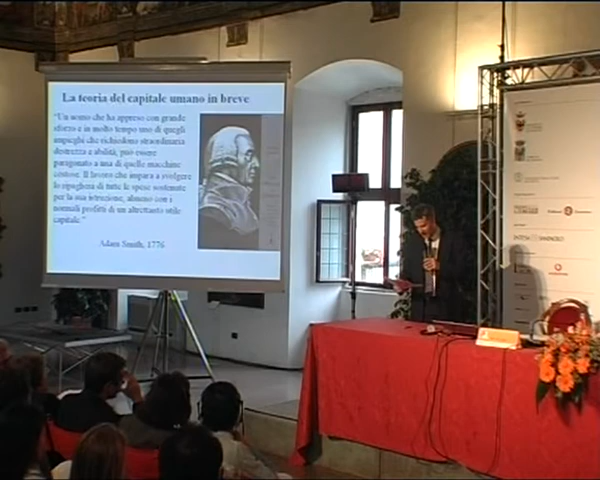 La teoria del capitale umano in breve
"Un uomo che ha appreso con grande
sforzo e in molto tempo uno di quegli
impieghi che richiedono straordinaria
destrezza e abilità, può essere
paragonato a una di quelle macchine
costose. Il lavoro che impara a svolgere
lo ripagherà di tutte le spese sostenute
per la sua istruzione, almeno con i
normali profitti di un altrettanto utile
capitale."
Adam Smith, 1776
INTESA SANPAOLO